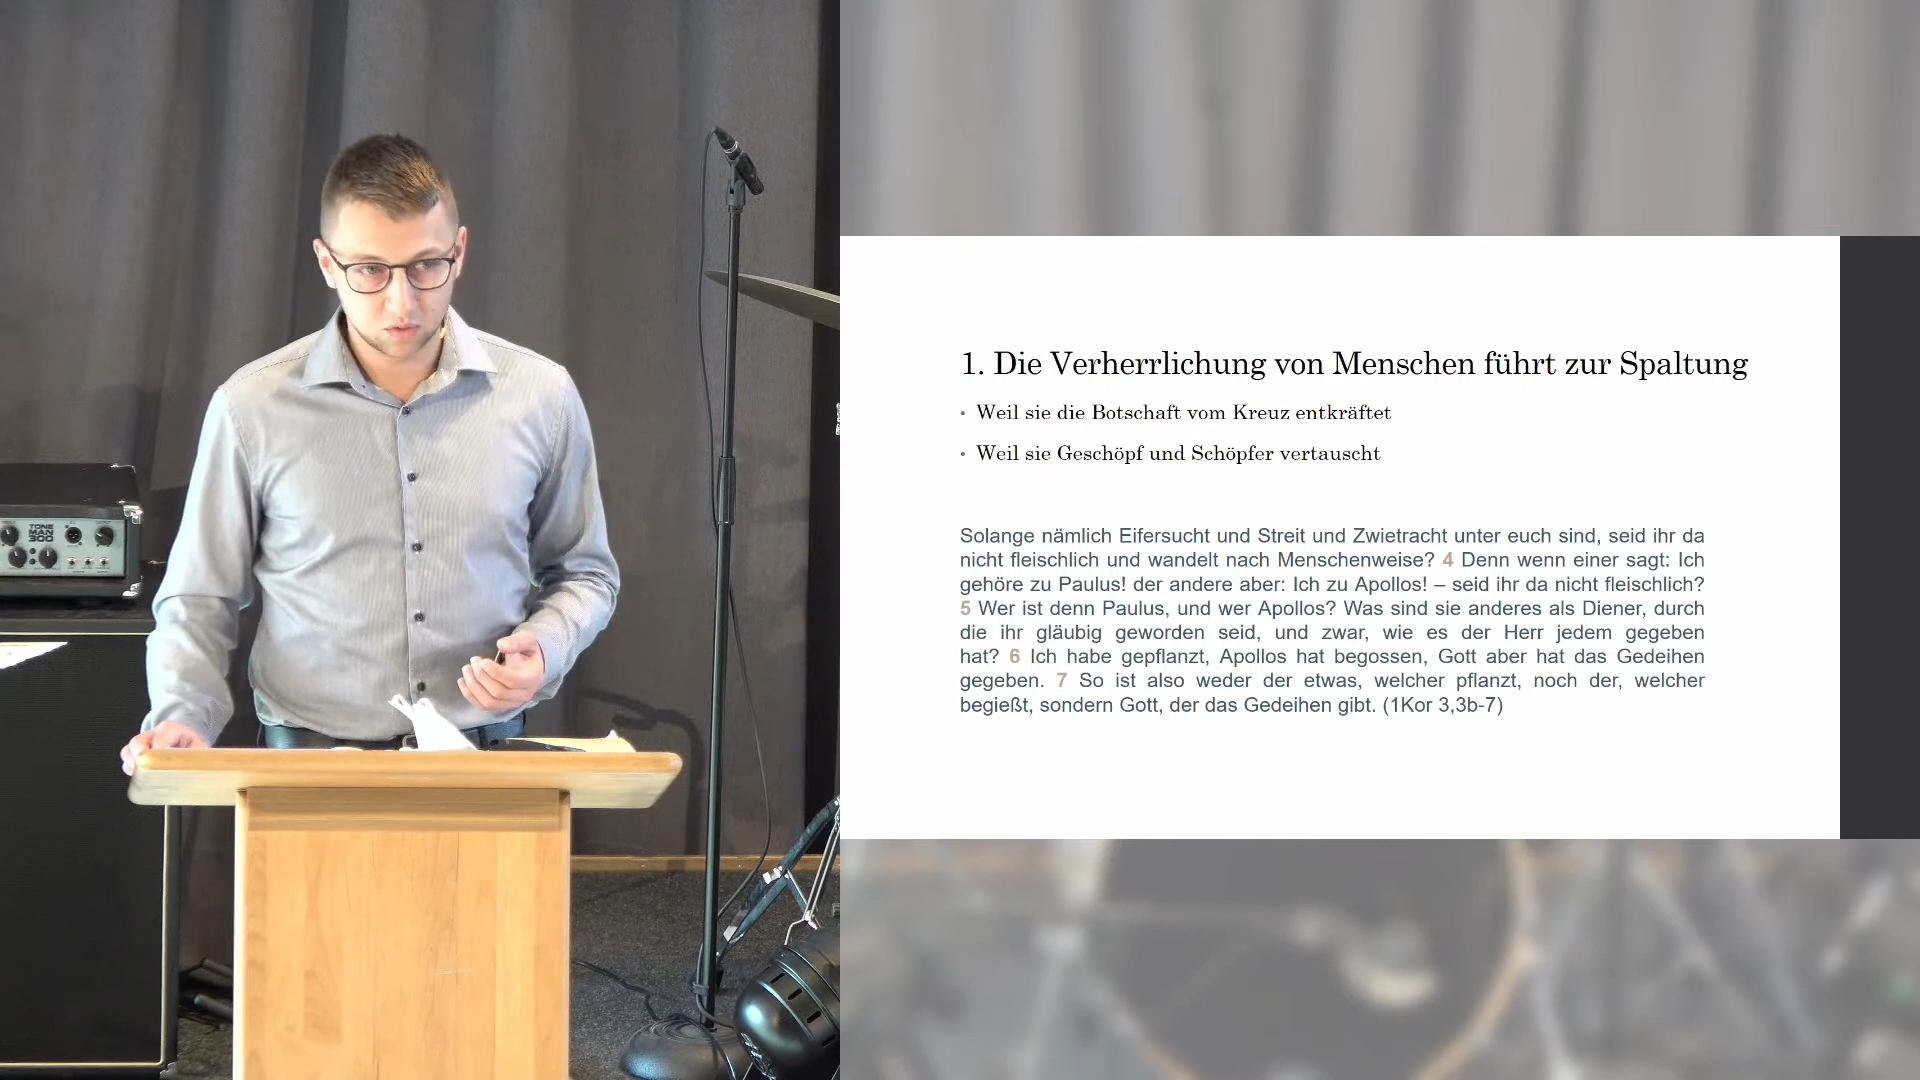 TONE
MAN
300
1. Die Verherrlichung von Menschen führt zur Spaltung
• Weil sie die Botschaft vom Kreuz entkräftet
• Weil sie Geschöpf und Schöpfer vertauscht
Solange nämlich Eifersucht und Streit und Zwietracht unter euch sind, seid ihr da
nicht fleischlich und wandelt nach Menschenweise? 4 Denn wenn einer sagt: Ich
gehöre zu Paulus! der andere aber: Ich zu Apollos! – seid ihr da nicht fleischlich?
5 Wer ist denn Paulus, und wer Apollos? Was sind sie anderes als Diener, durch
die ihr gläubig geworden seid, und zwar, wie es der Herr jedem gegeben
hat? 6 Ich habe gepflanzt, Apollos hat begossen, Gott aber hat das Gedeihen
gegeben. 7 So ist also weder der etwas, welcher pflanzt, noch der, welcher
begießt, sondern Gott, der das Gedeihen gibt. (1Kor 3,3b-7)